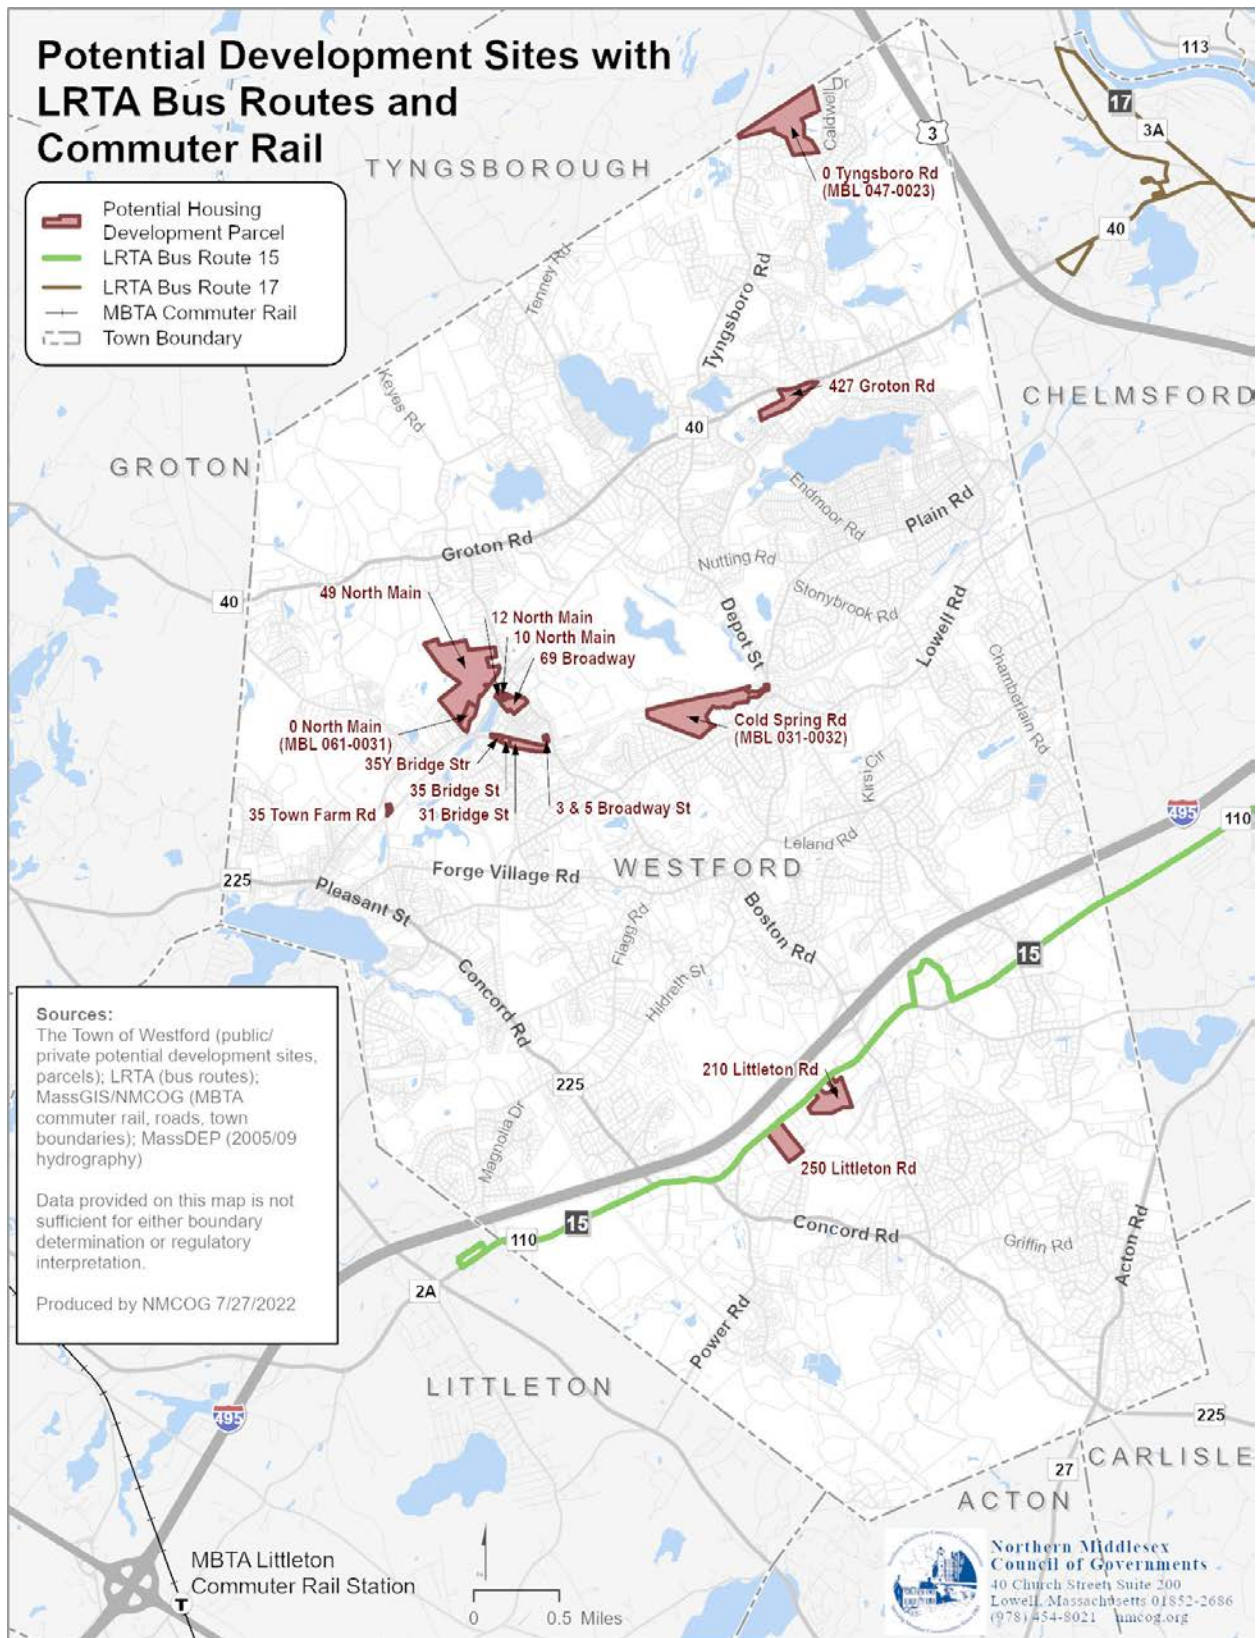 Potential Development Sites with
LRTA Bus Routes and
Commuter Rail
Potential Housing
Development Parcel
LRTA Bus Route 15
LRTA Bus Route 17
MBTA Commuter Rail
Town Boundary
TYNGSBOROUGH
113
17
3A
3
40
Caldwell Dr
0 Tyngsboro Rd
(MBL 047-0023)
Tenney Rd
Tyngsboro Rd
Keyes Rd
427 Groton Rd
CHELMSFORD
40
GROTON
Endmoor Rd
Plain Rd
Groton Rd
Nutting Rd
Stonybrook Rd
40
49 North Main
12 North Main
10 North Main
69 Broadway
Depot St
Lowell Rd
Chamberlain Rd
0 North Main
(MBL 061-0031)
Cold Spring Rd
(MBL 031-0032)
35Y Bridge Str
35 Bridge St
31 Bridge St
3 & 5 Broadway St
Kirsi Cir
35 Town Farm Rd
495
110
Leland Rd
225
Forge Village Rd
WESTFORD
Pleasant St
Boston Rd
Flagg Rd
15
Concord Rd
Hildreth St
Sources:
The Town of Westford (public/
private potential development sites,
parcels); LRTA (bus routes);
MassGIS/NMCOG (MBTA
commuter rail, roads, town
boundaries); MassDEP (2005/09
hydrography)
Data provided on this map is not
sufficient for either boundary
determination or regulatory
interpretation.
Produced by NMCOG 7/27/2022
210 Littleton Rd
225
Magnolia Dr
250 Littleton Rd
15
110
Concord Rd
Griffin Rd
Acton Rd
2A
Power Rd
LITTLETON
495
225
CARLISLE
27
ACTON
MBTA Littleton
Commuter Rail Station
T
0 0.5 Miles
Northern Middlesex
Council of Governments
40 Church Street, Suite 200
Lowell, Massachusetts 01852-2686
(978) 454-8021 nmcog.org